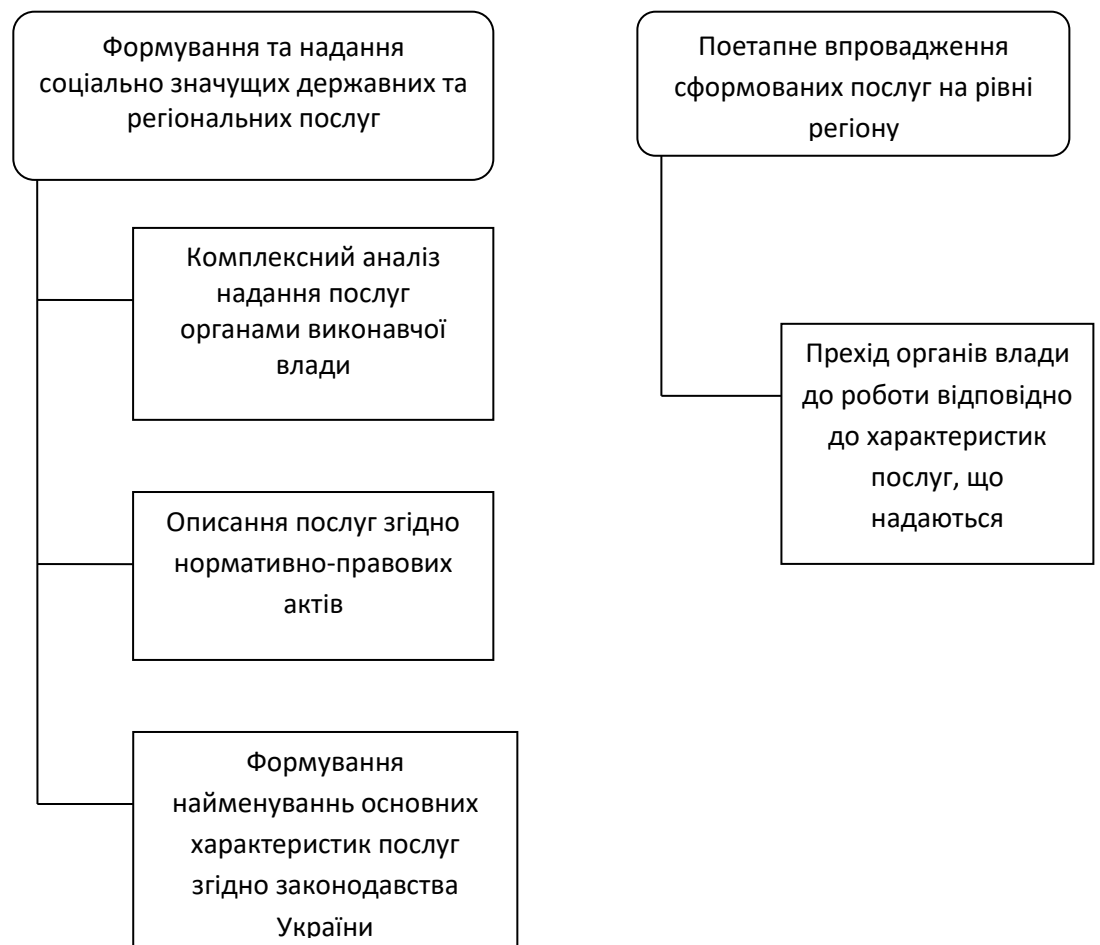 Формування та надання
соціально значущих державних та
регіональних послуг
Комплексний аналіз
надання послуг
органами виконавчої
влади
Описання послуг згідно
нормативно-правових
актів
Формування
найменуваннь основних
характеристик послуг
згідно законодавства
України
Поетапне впровадження
сформованих послуг на рівні
регіону
Прехід органів влади
до роботи відповідно
до характеристик
послуг, що
надаються